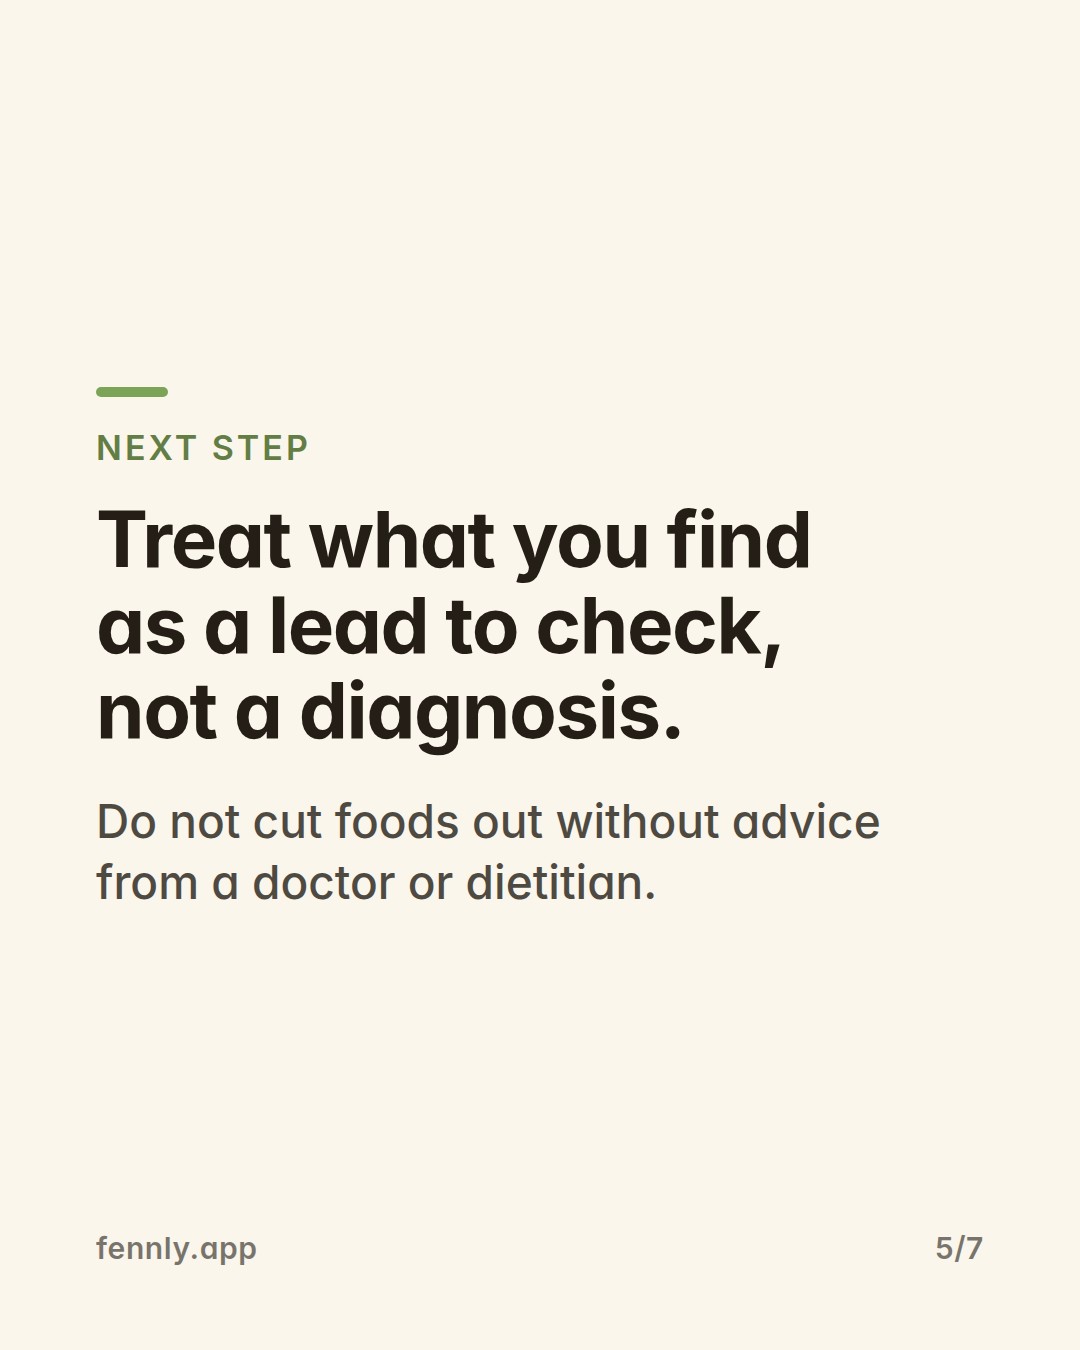 NEXT STEP
Treat what you find
as a lead to check,
not a diagnosis.
Do not cut foods out without advice
from a doctor or dietitian.
fennly.app
5/7